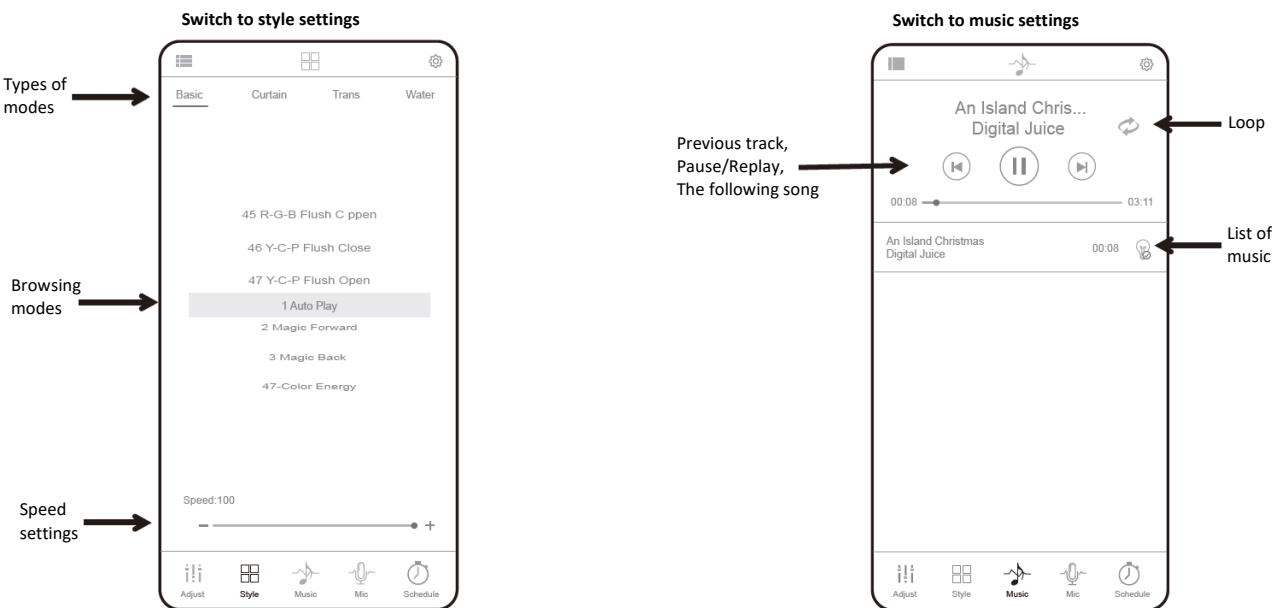 Switch to style settings
Types of
modes
Basic Curtain Trans Water
45 R-G-B Flush C ppen
46 Y-C-P Flush Close
47 Y-C-P Flush Open
Browsing
modes
1 Auto Play
2 Magic Forward
3 Magic Back
47-Color Energy
Speed
settings
Speed:100
Adjust Style Music Mic Schedule
Switch to music settings
An Island Chris...
Digital Juice
Loop
Previous track,
Pause/Replay,
The following song
00:08 03:11
An Island Christmas
Digital Juice
00:08
List of
music
Adjust Style Music Mic Schedule